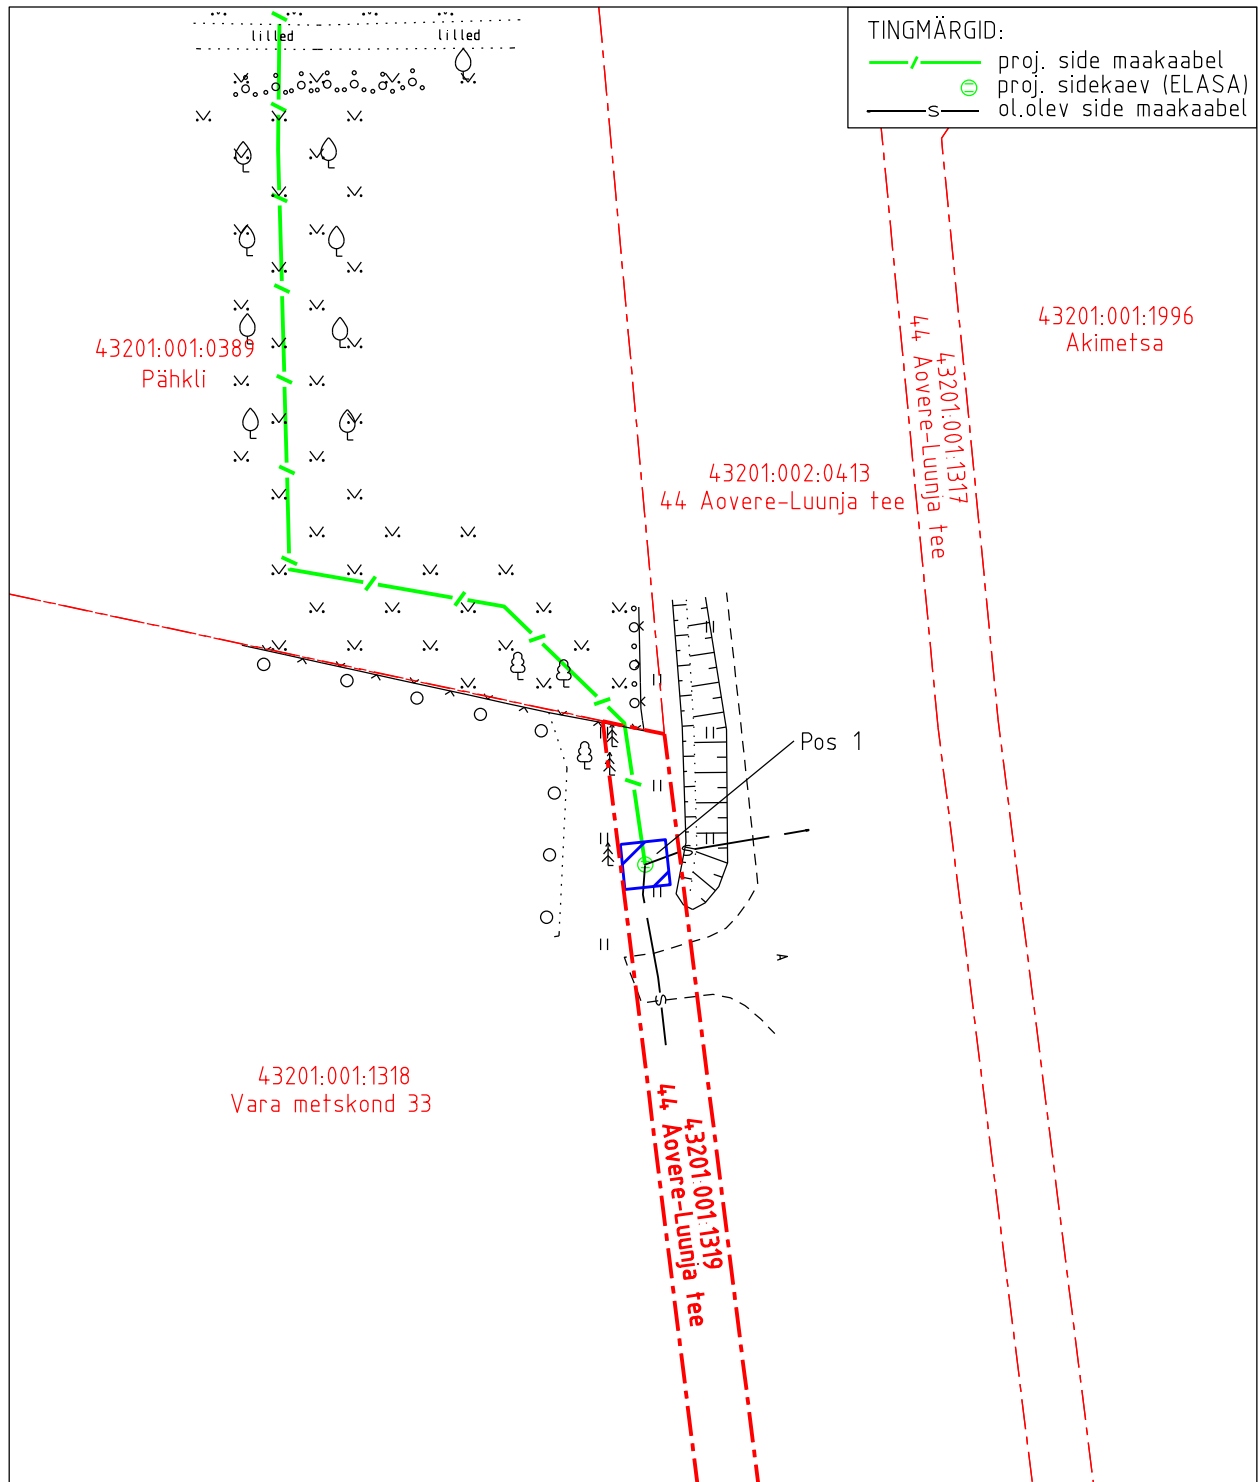 lilled
lilled
TINGMÄRGID:
proj. side maakaabel
proj. sidekaev (ELASA)
S
ol.olev side maakaabel
43201:001:0389
Pähkli
43201:001:1996
Akimetsa
43201:001:1317
44 Aovere-Luunja tee
43201:002:0413
44 Aovere-Luunja tee
Pos 1
S
A
S
43201:001:1318
Vara metskond 33
43201:001:1319
44 Aovere-Luunja tee